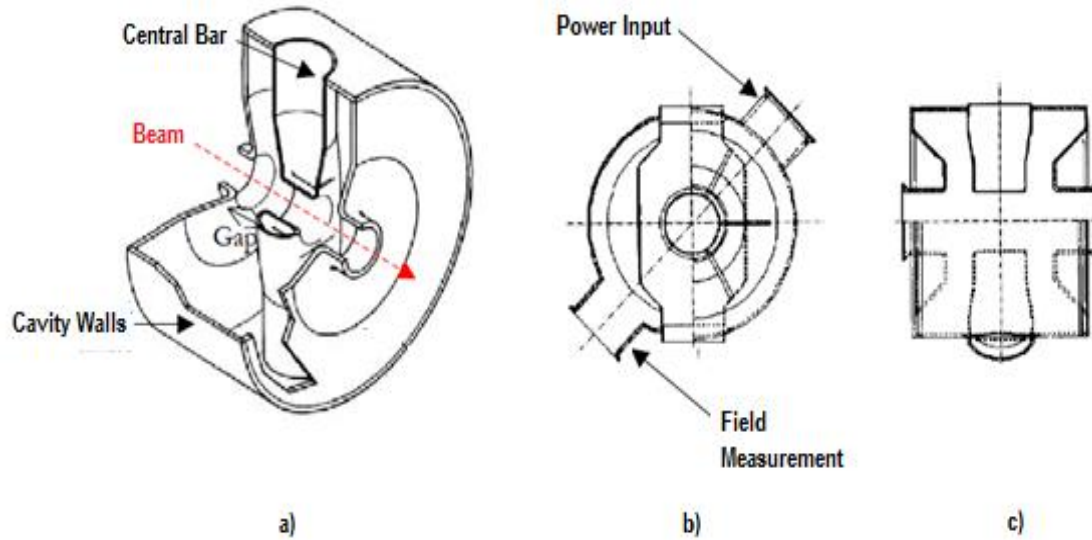 Central Bar
Beam
Gap
Cavity Walls
a)
Power Input
Field
Measurement
b)
c)